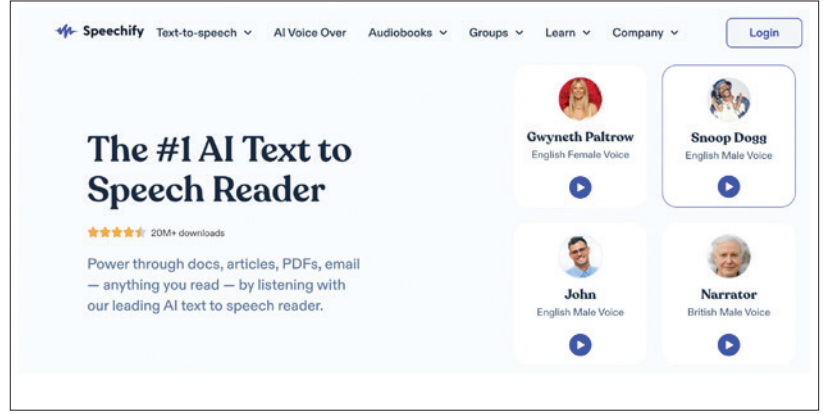 Speechify Text-to-speech AI Voice Over Audiobooks Groups Learn Company Login
The #1 AI Text to
Speech Reader
20M+ downloads
Power through docs, articles, PDFs, email
— anything you read — by listening with
our leading AI text to speech reader.
Gwyneth Paltrow
English Female Voice
Snoop Dogg
English Male Voice
John
English Male Voice
Narrator
British Male Voice